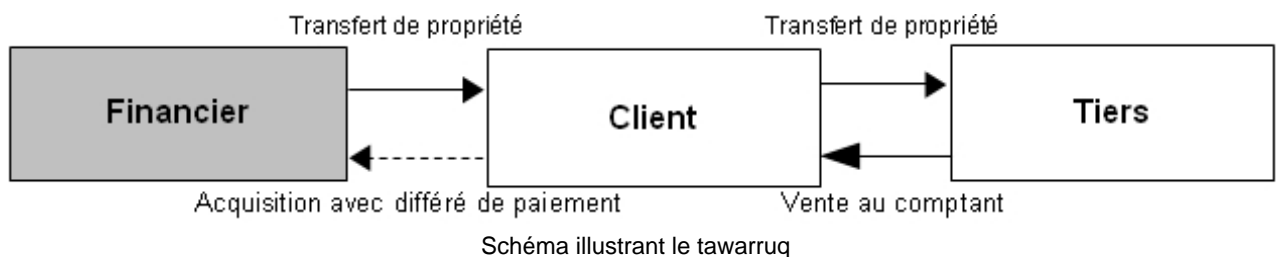 Transfert de propriété
Transfert de propriété
Financier
Client
Tiers
Acquisition avec différé de paiement
Vente au comptant
Schéma illustrant le tawarruq